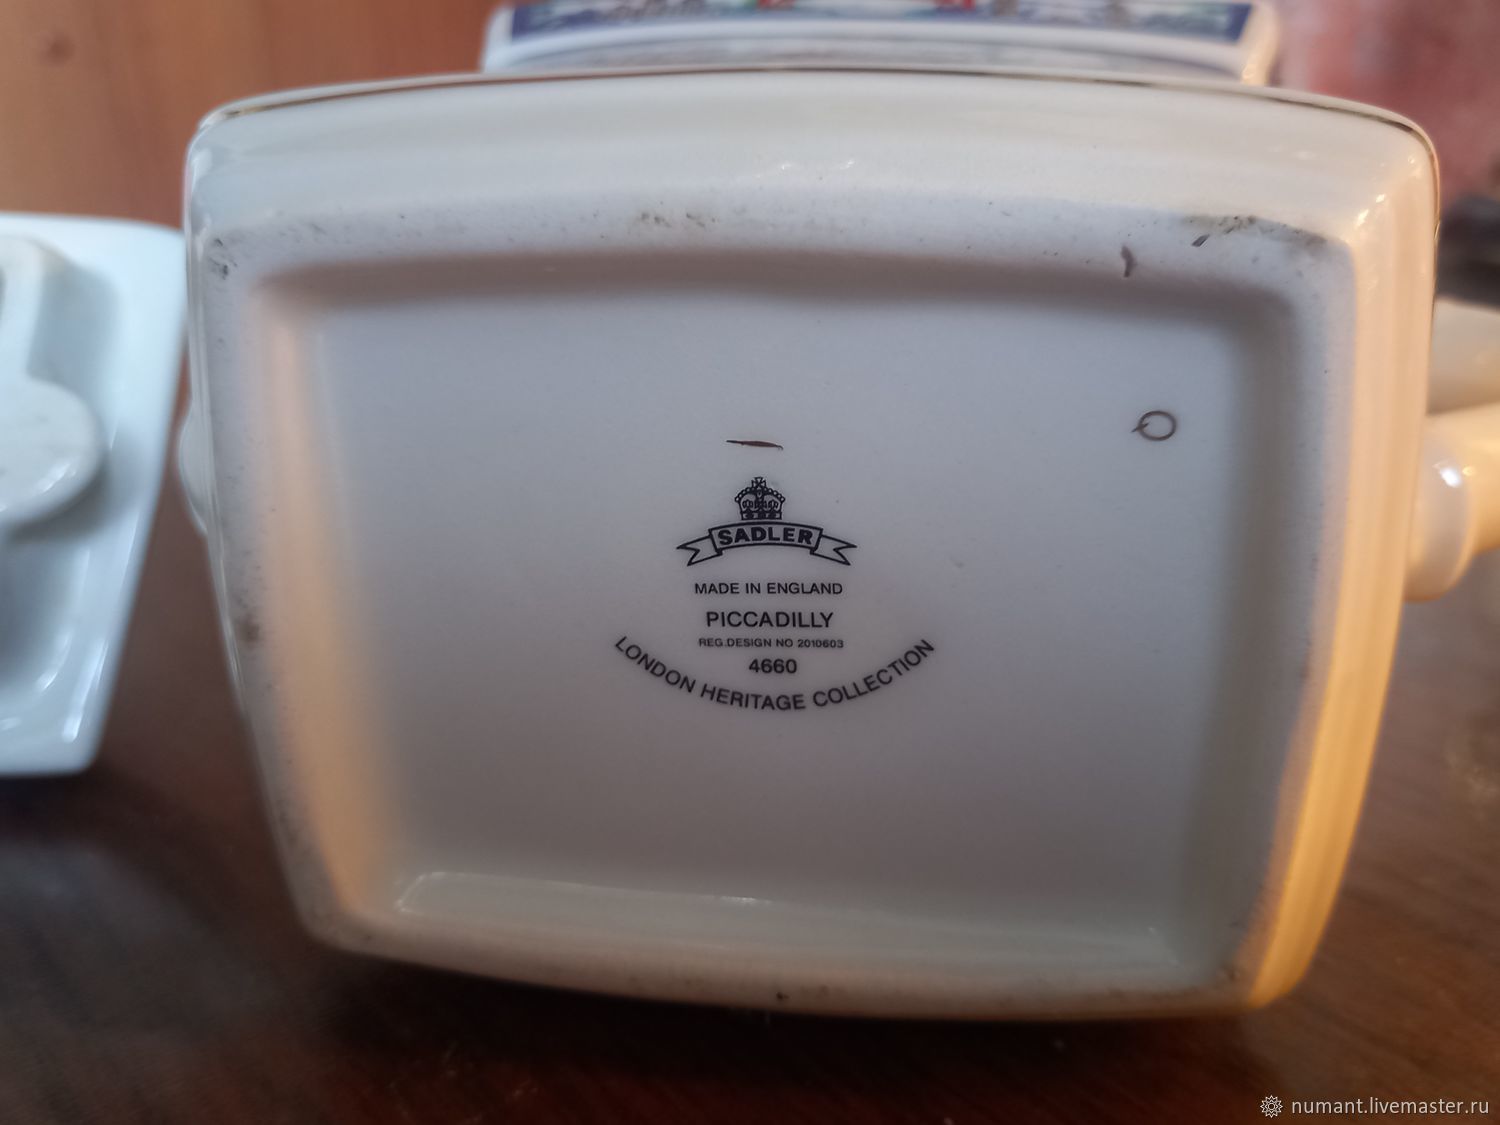 SADLER
MADE IN ENGLAND
PICCADILLY
REG.DESIGN NO 2010603
4660
LONDON HERITAGE COLLECTION
numant.livemaster.ru